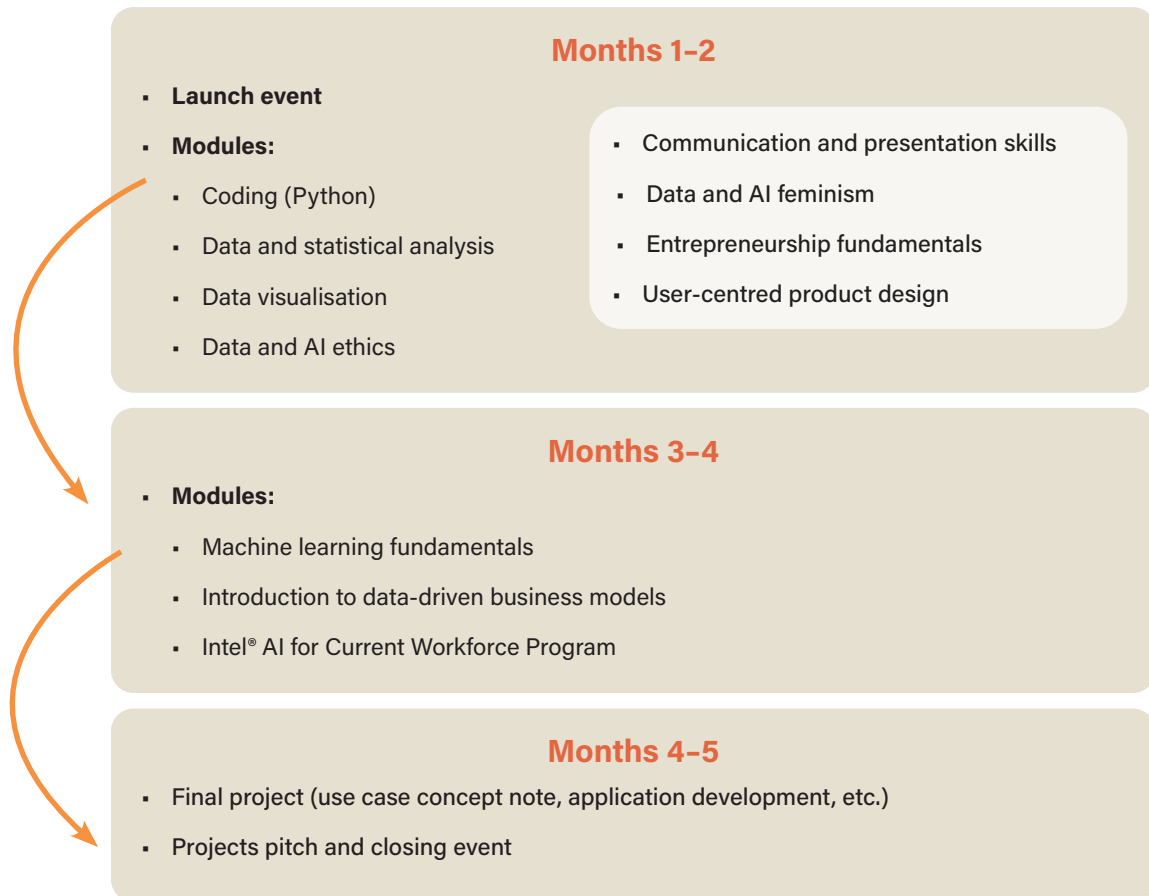 Months 1–2
▪ Launch event
▪ Modules:
▪ Coding (Python)
▪ Data and statistical analysis
▪ Data visualisation
▪ Data and AI ethics
▪ Communication and presentation skills
▪ Data and AI feminism
▪ Entrepreneurship fundamentals
▪ User-centred product design
Months 3–4
▪ Modules:
▪ Machine learning fundamentals
▪ Introduction to data-driven business models
▪ Intel® AI for Current Workforce Program
Months 4–5
▪ Final project (use case concept note, application development, etc.)
▪ Projects pitch and closing event